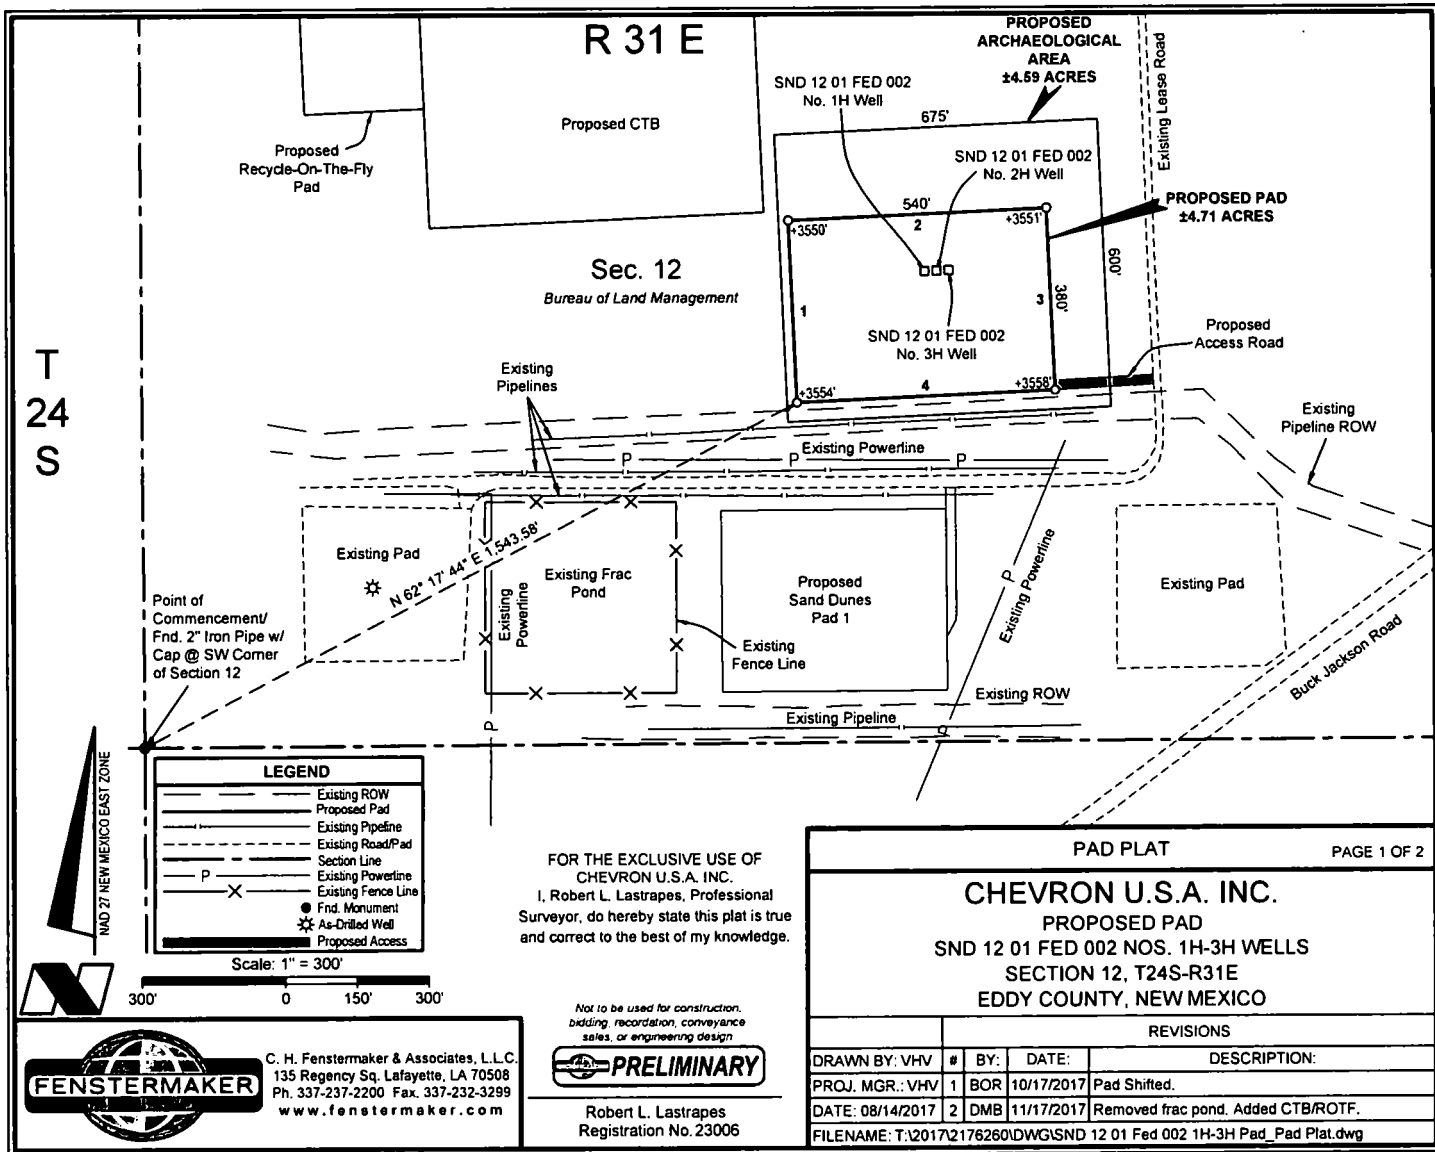 R 31 E
PROPOSED
ARCHAEOLOGICAL
AREA
±4.59 ACRES
Existing Lease Road
SND 12 01 FED 002
No. 1H Well
675'
Proposed CTB
Proposed
Recycle-On-The-Fly
Pad
SND 12 01 FED 002
No. 2H Well
PROPOSED PAD
±4.71 ACRES
540'
2
+3550'
+3551'
600'
Sec. 12
Bureau of Land Management
1
3
380'
SND 12 01 FED 002
No. 3H Well
Proposed
Access Road
T
24
S
Existing
Pipelines
4
+3554'
+3558'
Existing
Pipeline ROW
Existing Powerline
P
P
P
N 62° 17' 44" E 1,543.58'
Existing Pad
Existing Frac
Pond
Existing
Powerline
Proposed
Sand Dunes
Pad 1
P
Existing Powerline
Existing Pad
Point of
Commencement/
Fnd. 2" Iron Pipe w/
Cap @ SW Corner
of Section 12
Existing
Fence Line
Buck Jackson Road
Existing ROW
Existing Pipeline
P
P
NAD 27 NEW MEXICO EAST ZONE
LEGEND
Existing ROW
Proposed Pad
Existing Pipeline
Existing Road/Pad
Section Line
P Existing Powerline
Existing Fence Line
Fnd. Monument
As-Drilled Well
Proposed Access
Scale: 1" = 300'
300' 0 150' 300'
FOR THE EXCLUSIVE USE OF
CHEVRON U.S.A. INC.
I, Robert L. Lastrapes, Professional
Surveyor, do hereby state this plat is true
and correct to the best of my knowledge.
Not to be used for construction,
bidding, recordation, conveyance
sales, or engineering design
PRELIMINARY
Robert L. Lastrapes
Registration No. 23006
FENSTERMAKER
C. H. Fenstermaker & Associates, L.L.C.
135 Regency Sq. Lafayette, LA 70508
Ph. 337-237-2200 Fax. 337-232-3299
www.fenstermaker.com
PAD PLAT PAGE 1 OF 2
CHEVRON U.S.A. INC.
PROPOSED PAD
SND 12 01 FED 002 NOS. 1H-3H WELLS
SECTION 12, T24S-R31E
EDDY COUNTY, NEW MEXICO
REVISIONS
DRAWN BY: VHV # BY: DATE: DESCRIPTION:
PROJ. MGR.: VHV 1 BOR 10/17/2017 Pad Shifted.
DATE: 08/14/2017 2 DMB 11/17/2017 Removed frac pond. Added CTB/ROTF.
FILENAME: T:\2017\2176260\DWG\SND 12 01 Fed 002 1H-3H Pad_Pad Plat.dwg